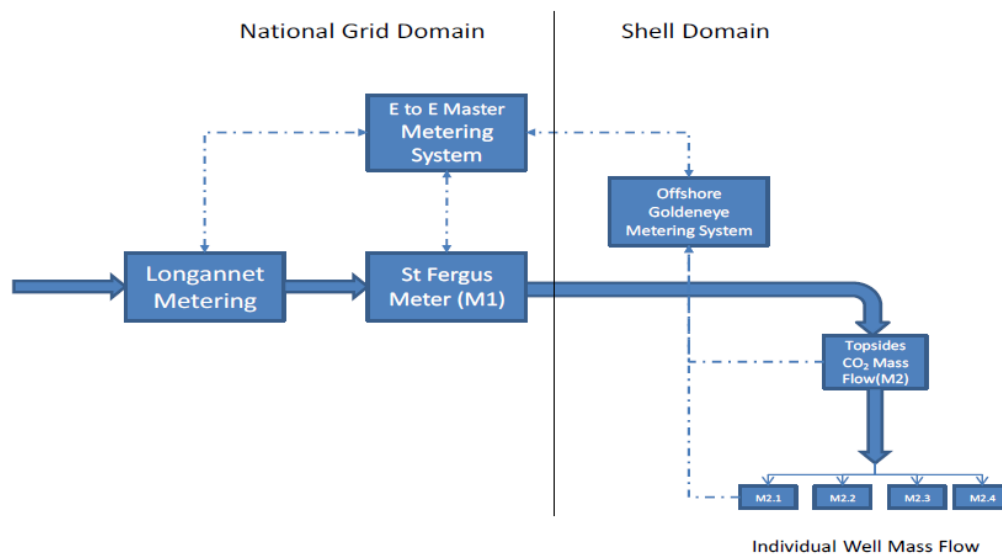 National Grid Domain
Shell Domain
E to E Master
Metering
System
Offshore
Goldeneye
Metering System
Longannet
Metering
St Fergus
Meter (M1)
Topsides
CO₂ Mass
Flow(M2)
M2.1
M2.2
M2.3
M2.4
Individual Well Mass Flow